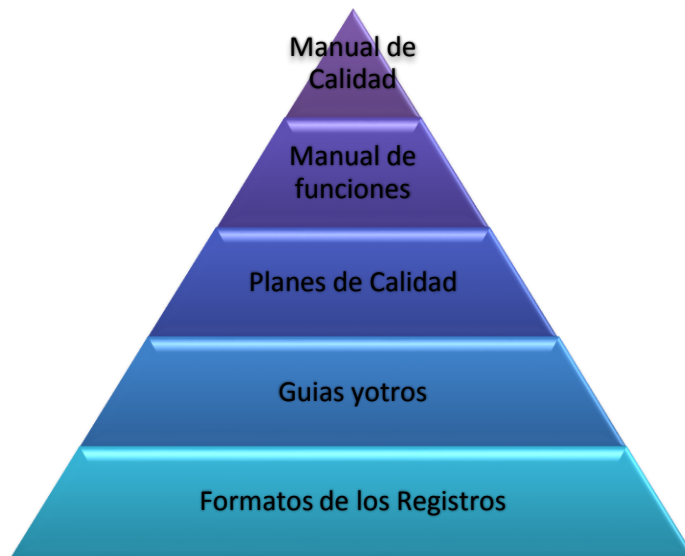 Manual de
Calidad
Manual de
funciones
Planes de Calidad
Guias yotros
Formatos de los Registros